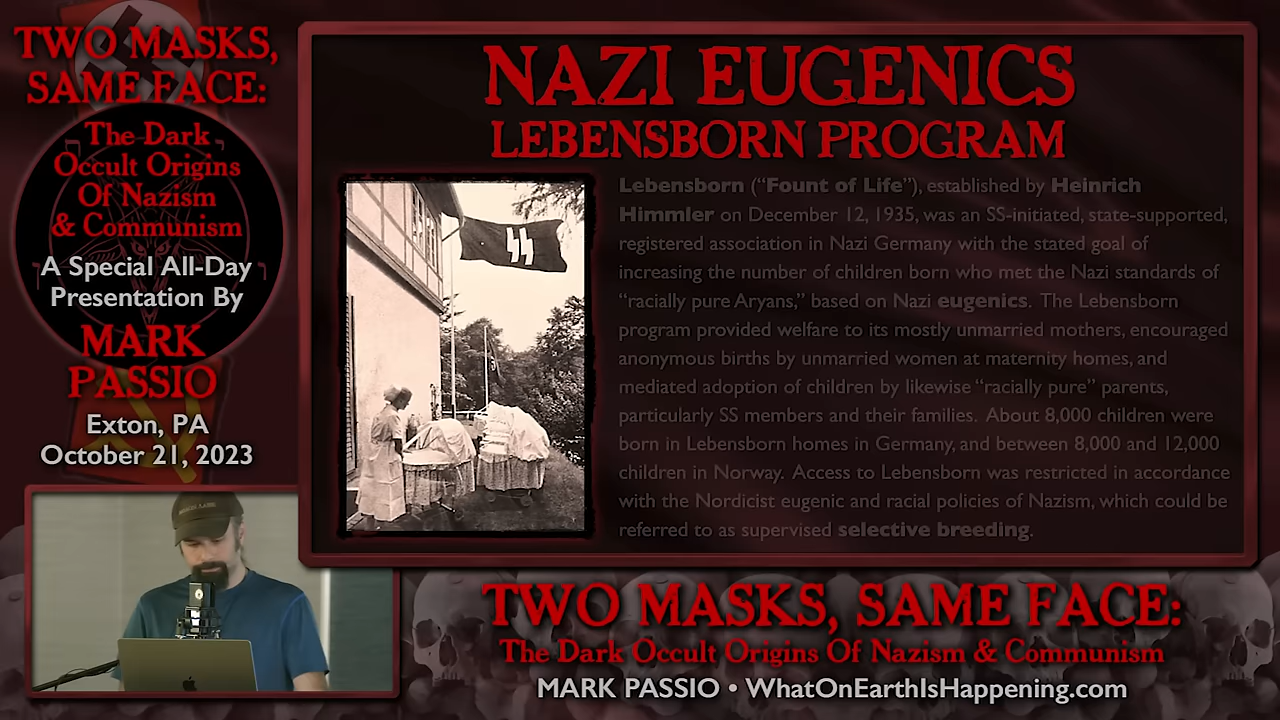 TWO MASKS,
SAME FACE:
The Dark
Occult Origins
Of Nazism
& Communism
A Special All-Day
Presentation By
MARK
PASSIO
Exton, PA
October 21, 2023
NAZI EUGENICS
LEBENSBORN PROGRAM
Lebensborn (“Fount of Life”), established by Heinrich
Himmler on December 12, 1935, was an SS-initiated, state-supported,
registered association in Nazi Germany with the stated goal of
increasing the number of children born who met the Nazi standards of
“racially pure Aryans,” based on Nazi eugenics. The Lebensborn
program provided welfare to its mostly unmarried mothers, encouraged
anonymous births by unmarried women at maternity homes, and
mediated adoption of children by likewise “racially pure” parents,
particularly SS members and their families. About 8,000 children were
born in Lebensborn homes in Germany, and between 8,000 and 12,000
children in Norway. Access to Lebensborn was restricted in accordance
with the Nordicist eugenic and racial policies of Nazism, which could be
referred to as supervised selective breeding.
TWO MASKS, SAME FACE:
The Dark Occult Origins Of Nazism & Communism
MARK PASSIO • WhatOnEarthIsHappening.com